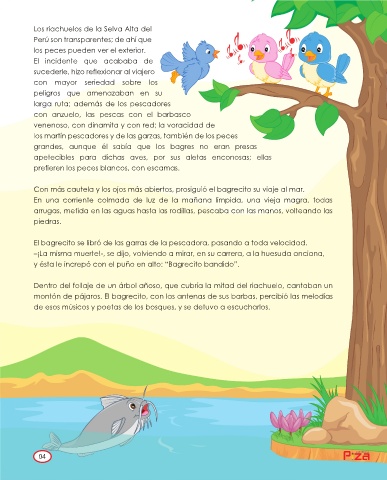 Los riachuelos de la Selva Alta del
Perú son transparentes; de ahí que
los peces pueden ver el exterior.
El incidente que acababa de
sucederle, hizo reflexionar al viajero
con mayor seriedad sobre los
peligros que amenazaban en su
larga ruta; además de los pescadores
con anzuelo, las pescas con el barbasco
venenoso, con dinamita y con red; la voracidad de
los martín pescadores y de las garzas, también de los peces
grandes, aunque él sabía que los bagres no eran presas
apetecibles para dichas aves, por sus aletas enconosas; ellas
prefieren los peces blancos, con escamas.
Con más cautela y los ojos más abiertos, prosiguió el bagrecito su viaje al mar.
En una corriente colmada de luz de la mañana límpida, una vieja magra, todas
arrugas, metida en las aguas hasta las rodillas, pescaba con las manos, volteando las
piedras.
El bagrecito se libró de las garras de la pescadora, pasando a toda velocidad.
–¡La misma muerte!–, se dijo, volviendo a mirar, en su carrera, a la huesuda anciana,
y ésta le increpó con el puño en alto: "Bagrecito bandido".
Dentro del follaje de un árbol añoso, que cubría la mitad del riachuelo, cantaban un
montón de pájaros. El bagrecito, con las antenas de sus barbas, percibió las melodías
de esos músicos y poetas de los bosques, y se detuvo a escucharlos.
04